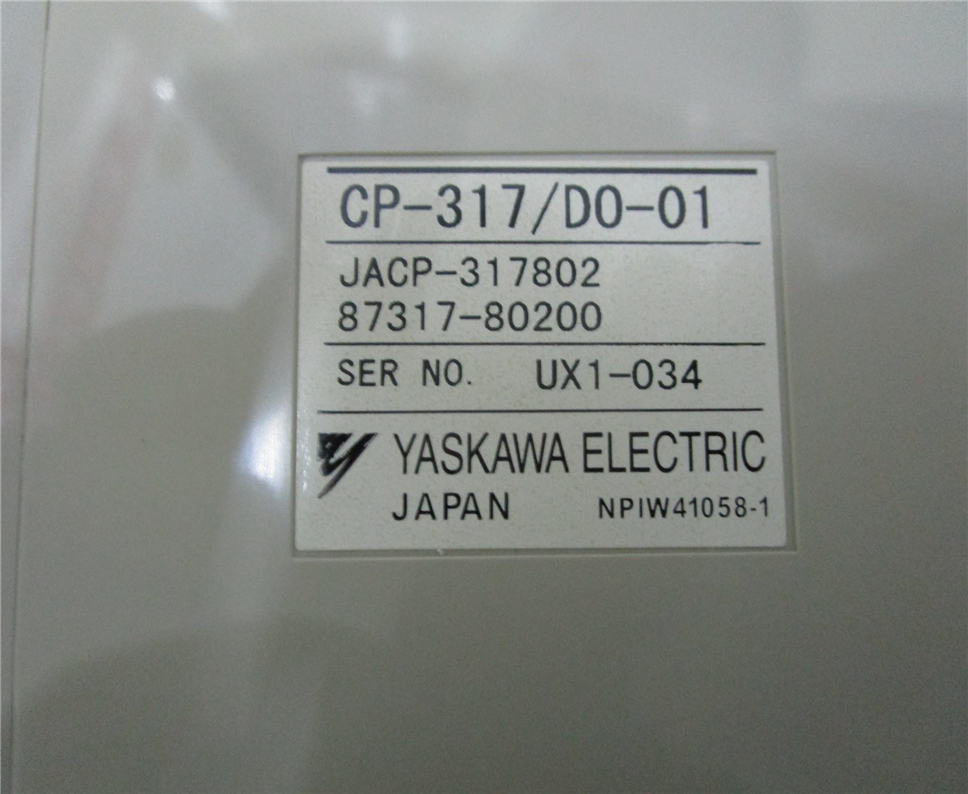 CP-317/DO-01
JACP-317802
87317-80200
SER NO. UX1-034
YASKAWA ELECTRIC
JAPAN NPIW41058-1